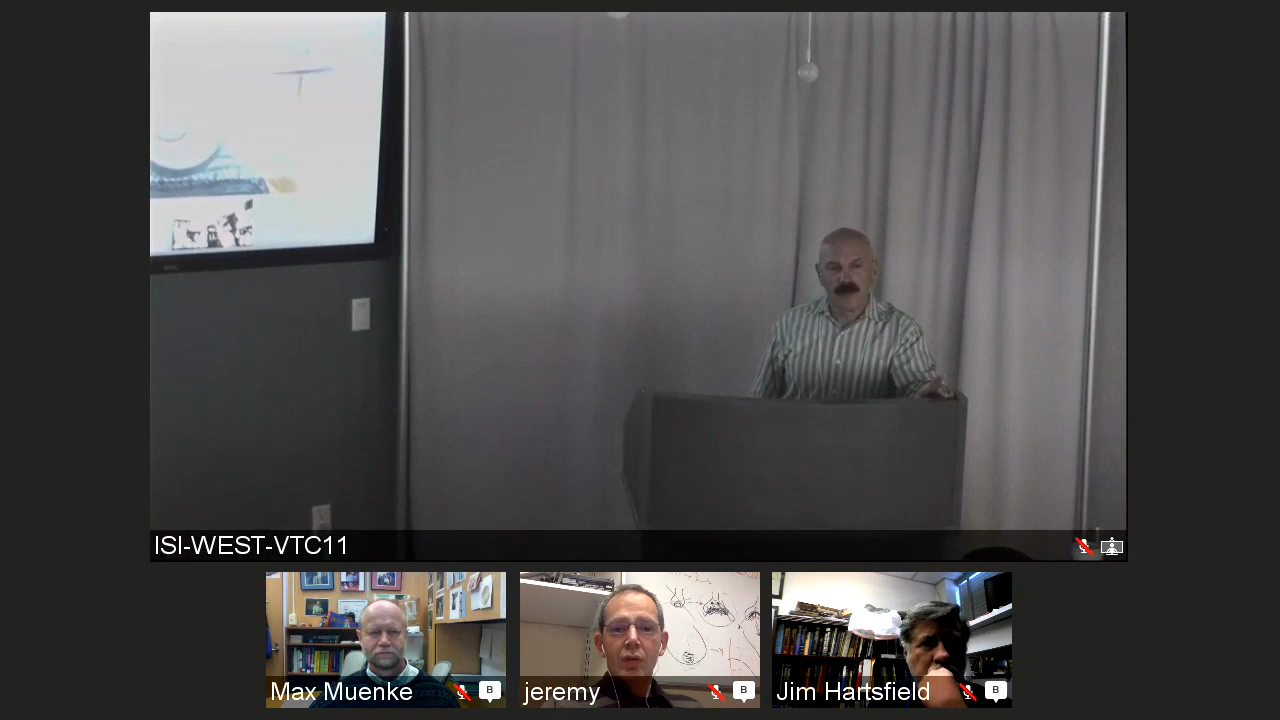 ISI-WEST-VTC11
Max Muenke
B
jeremy
B
Jim Hartsfield
B